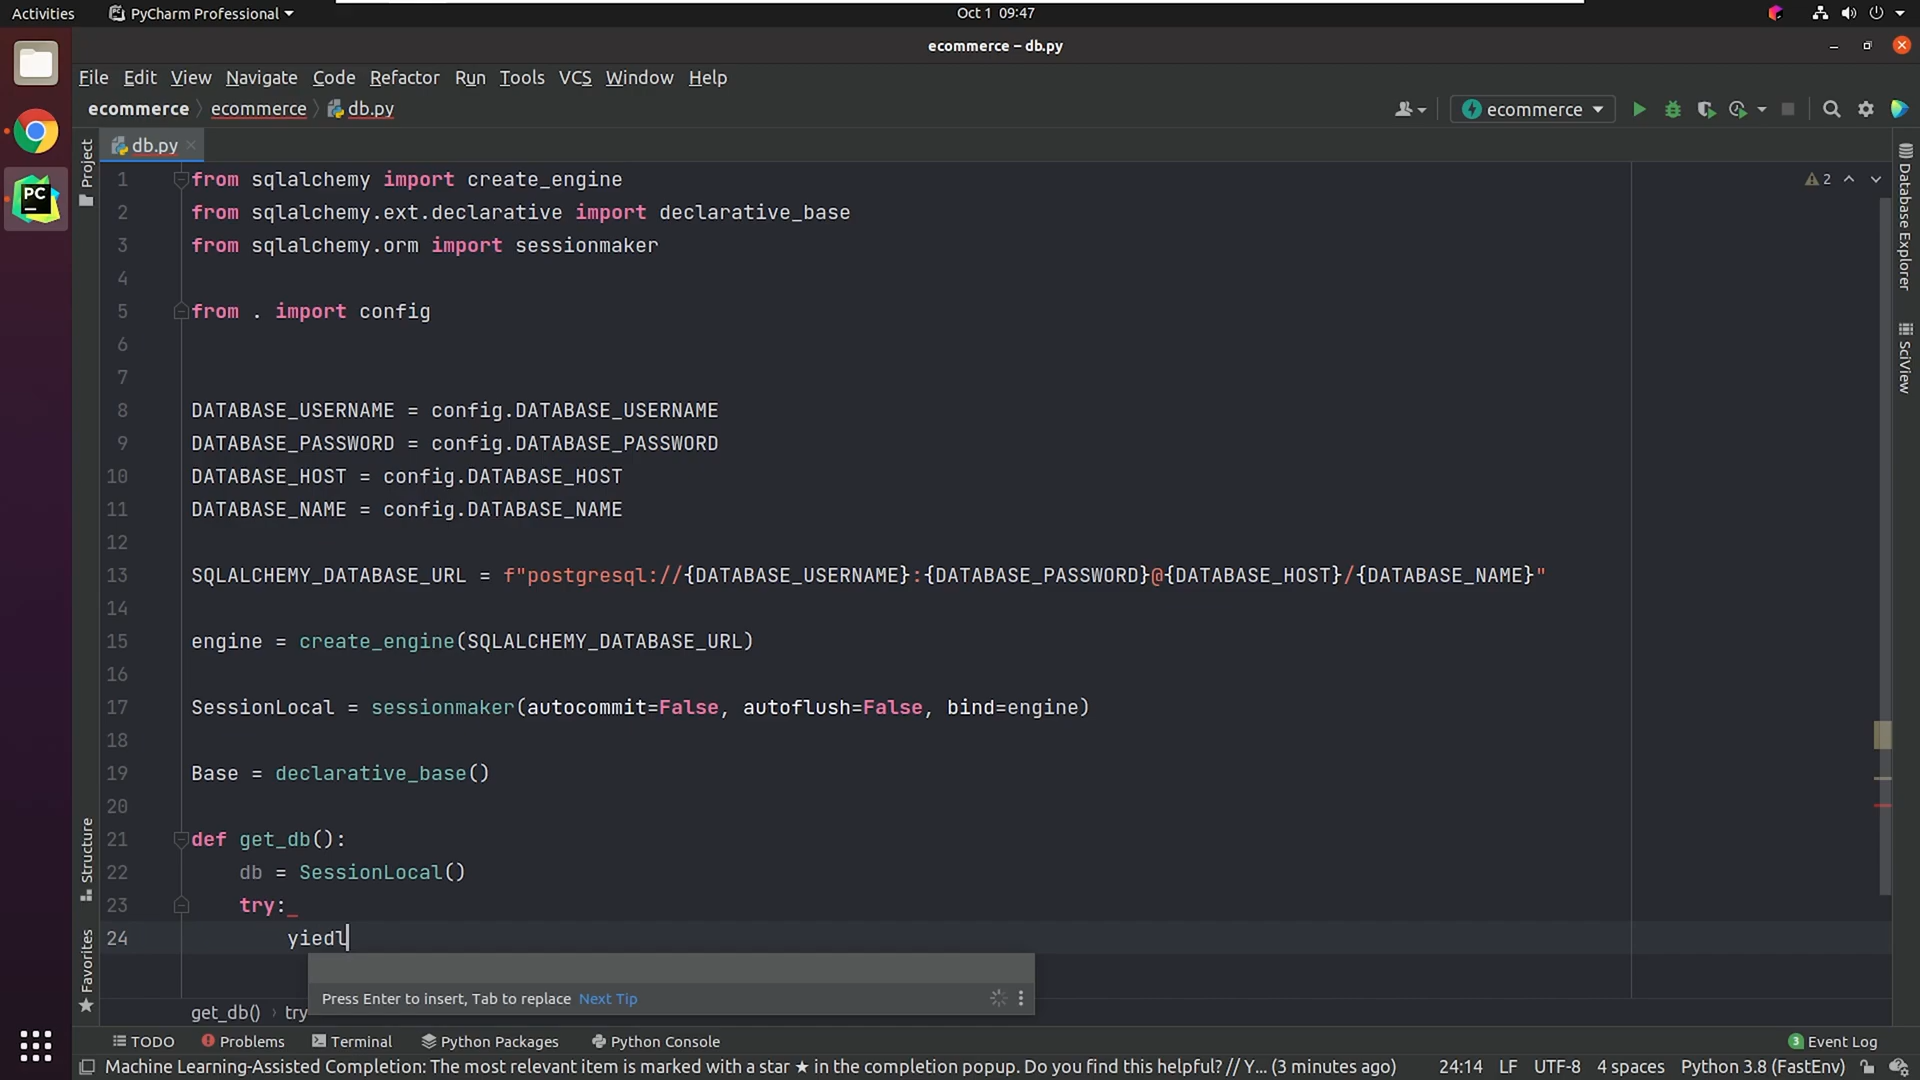 Activities PyCharm Professional Oct 1 09:47
ecommerce – db.py
File Edit View Navigate Code Refactor Run Tools VCS Window Help
ecommerce ecommerce db.py ecommerce
db.py
Project
Database Explorer
SciView
Structure
Favorites
2
1 from sqlalchemy import create_engine
2 from sqlalchemy.ext.declarative import declarative_base
3 from sqlalchemy.orm import sessionmaker
4
5 from . import config
6
7
8 DATABASE_USERNAME = config.DATABASE_USERNAME
9 DATABASE_PASSWORD = config.DATABASE_PASSWORD
10 DATABASE_HOST = config.DATABASE_HOST
11 DATABASE_NAME = config.DATABASE_NAME
12
13 SQLALCHEMY_DATABASE_URL = f"postgresql://{DATABASE_USERNAME}:{DATABASE_PASSWORD}@{DATABASE_HOST}/{DATABASE_NAME}"
14
15 engine = create_engine(SQLALCHEMY_DATABASE_URL)
16
17 SessionLocal = sessionmaker(autocommit=False, autoflush=False, bind=engine)
18
19 Base = declarative_base()
20
21 def get_db():
22 db = SessionLocal()
23 try:
24 yiedl
Press Enter to insert, Tab to replace Next Tip
get_db() › try
TODO Problems Terminal Python Packages Python Console 3 Event Log
Machine Learning-Assisted Completion: The most relevant item is marked with a star ★ in the completion popup. Do you find this helpful? // Y... (3 minutes ago) 24:14 LF UTF-8 4 spaces Python 3.8 (FastEnv)
PC